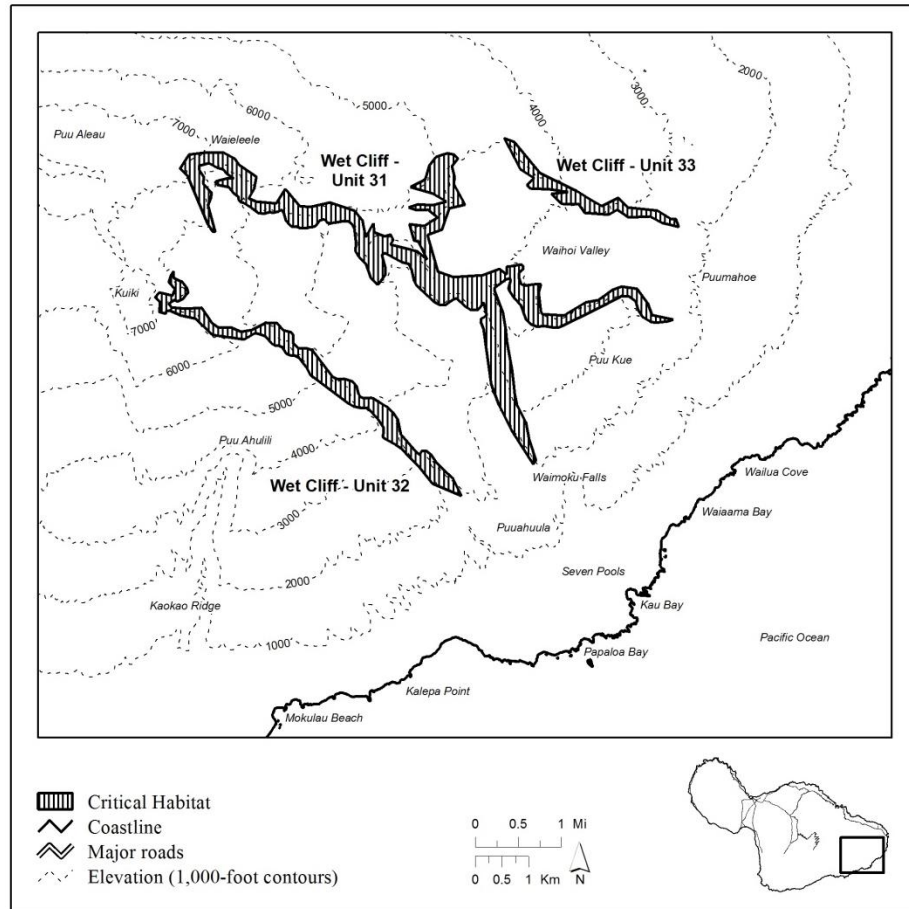 2000
3000
4000
5000
6000
7000
Puu Aleau
Waieleele
Wet Cliff -
Unit 31
Wet Cliff - Unit 33
Waihoi Valley
Puumahoe
Kuiki
7000
6000
Puu Kue
5000
Puu Ahulili
4000
Wet Cliff - Unit 32
Waimoku Falls
Wailua Cove
3000
Waiaama Bay
Puuahuula
Seven Pools
2000
Kaokao Ridge
Kau Bay
1000
Papaloa Bay
Pacific Ocean
Kalepa Point
Mokulau Beach
Critical Habitat
Coastline
Major roads
Elevation (1,000-foot contours)
0 0.5 1 Mi
0 0.5 1 Km
N